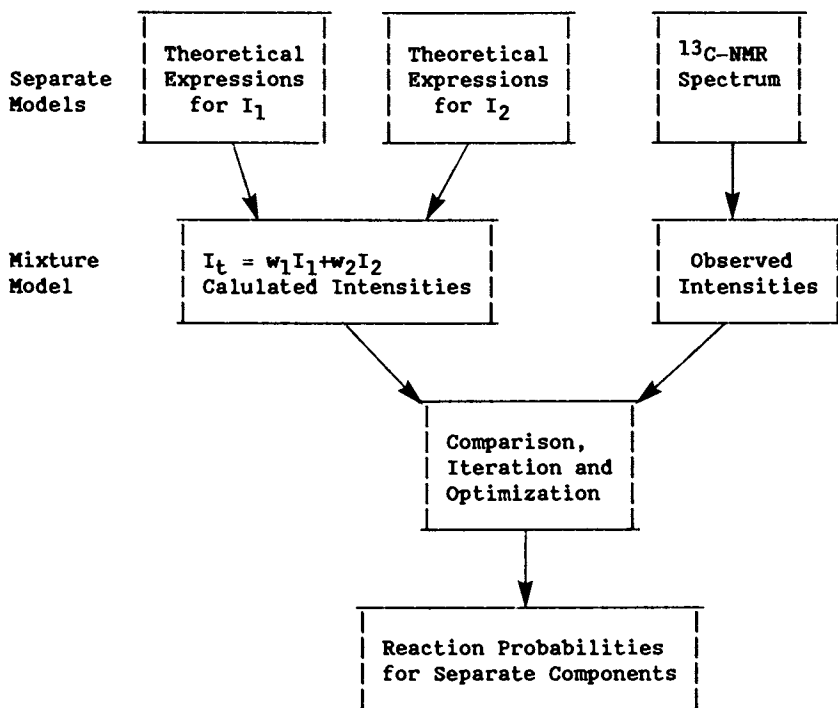 Separate
Models
Theoretical
Expressions
for I1
Theoretical
Expressions
for I2
13C-NMR
Spectrum
Mixture
Model
It = w1I1+w2I2
Calulated Intensities
Observed
Intensities
Comparison,
Iteration and
Optimization
Reaction Probabilities
for Separate Components